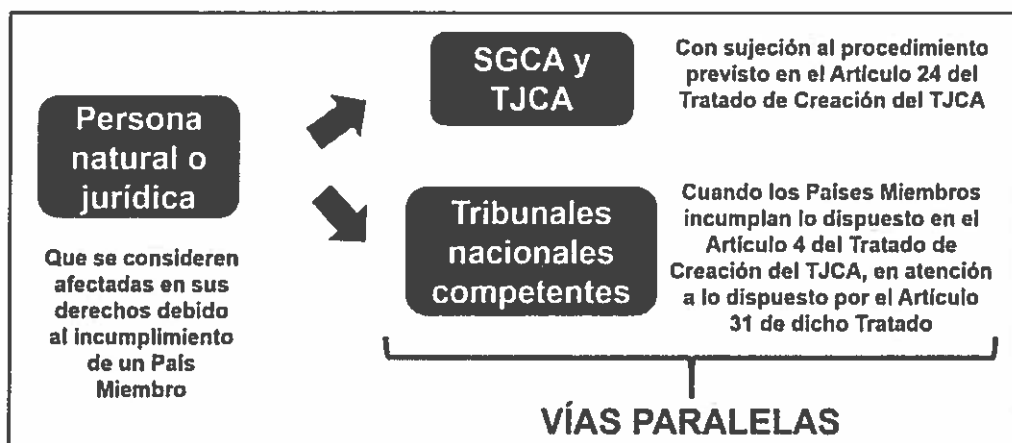 Persona
natural o
jurídica
Que se consideren
afectadas en sus
derechos debido
al incumplimiento
de un País
Miembro
SGCA y
TJCA
Con sujeción al procedimiento
previsto en el Artículo 24 del
Tratado de Creación del TJCA
Tribunales
nacionales
competentes
Cuando los Países Miembros
incumplan lo dispuesto en el
Artículo 4 del Tratado de
Creación del TJCA, en atención
a lo dispuesto por el Artículo
31 de dicho Tratado
VÍAS PARALELAS